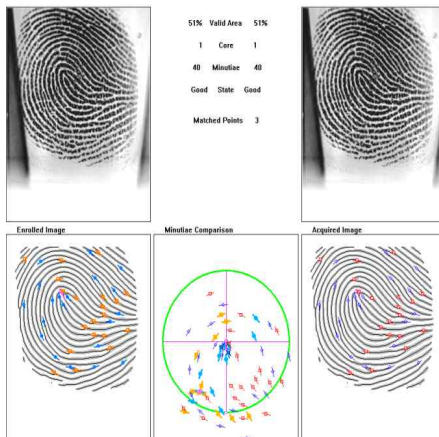 51% Valid Area 51%
1 Core 1
40 Minutiae 40
Good State Good
Matched Points 3
Enrolled Image
Minutiae Comparison
Acquired Image